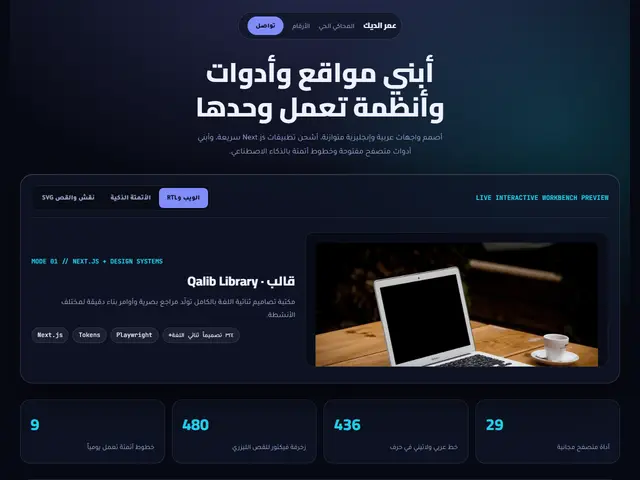 عمر الديك
المحاكي الحي
الأرقام
تواصل
أبني مواقع وأدوات
وأنظمة تعمل وحدها
أصمم واجهات عربية وإنجليزية متوازنة، أشحن تطبيقات Next js سريعة، وأبني
أدوات متصفح مفتوحة وخطوط أتمتة بالذكاء الاصطناعي.
الويب وRTL
الأتمتة الذكية
نقش والقص SVG
LIVE INTERACTIVE WORKBENCH PREVIEW
MODE 01 // NEXT.JS + DESIGN SYSTEMS
قالب · Qalib Library
مكتبة تصاميم ثنائية اللغة بالكامل تولّد مراجع بصرية وأوامر بناء دقيقة لمختلف
الأنشطة.
+٣٤ تصميماً ثنائي اللغة
Playwright
Tokens
Next.js
29
أداة متصفح مجانية
436
خط عربي ولاتيني في حرف
480
زخرفة فيكتور للقص الليزري
9
خطوط أتمتة تعمل يومياً